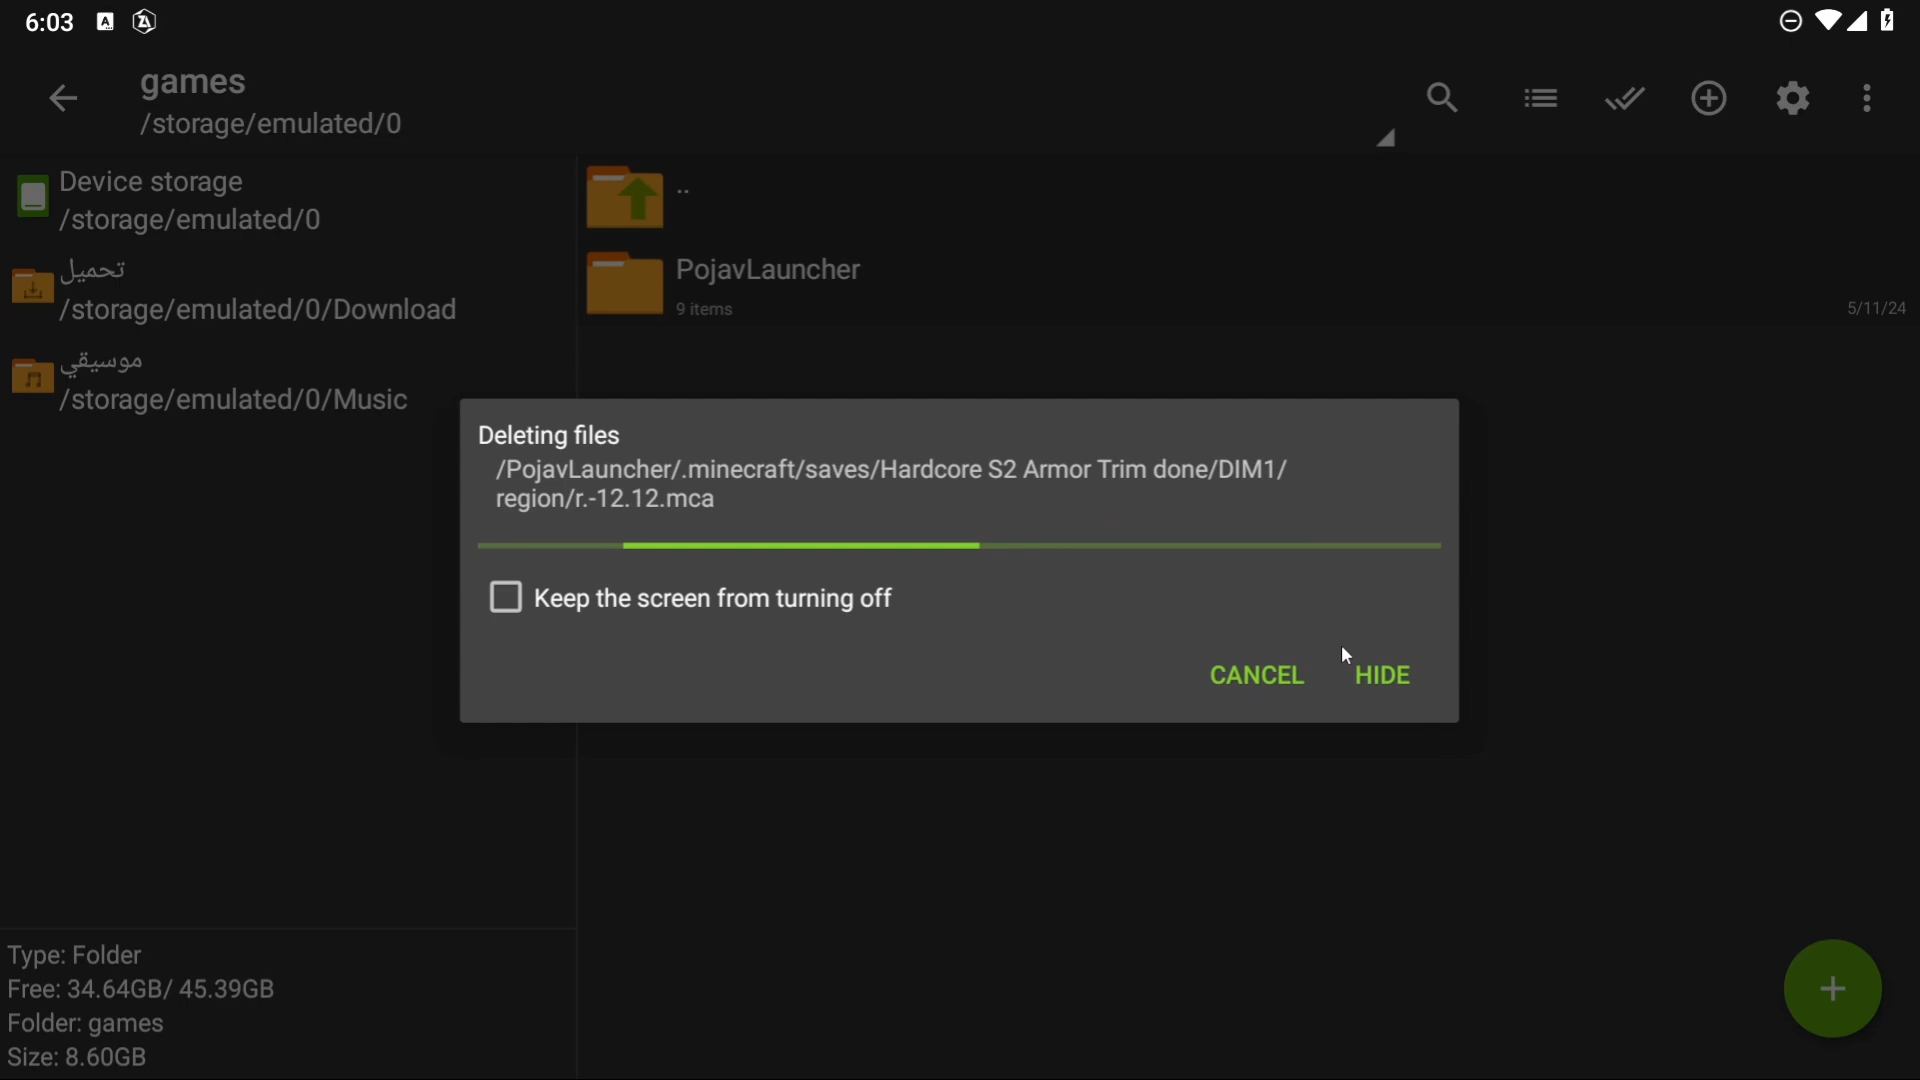 6:03
games
/storage/emulated/0
Device storage
/storage/emulated/0
تحميل
/storage/emulated/0/Download
موسيقي
/storage/emulated/0/Music
..
PojavLauncher
9 items
5/11/24
Deleting files
/PojavLauncher/.minecraft/saves/Hardcore S2 Armor Trim done/DIM1/
region/r.-12.12.mca
Keep the screen from turning off
CANCEL
HIDE
Type: Folder
Free: 34.64GB/ 45.39GB
Folder: games
Size: 8.60GB